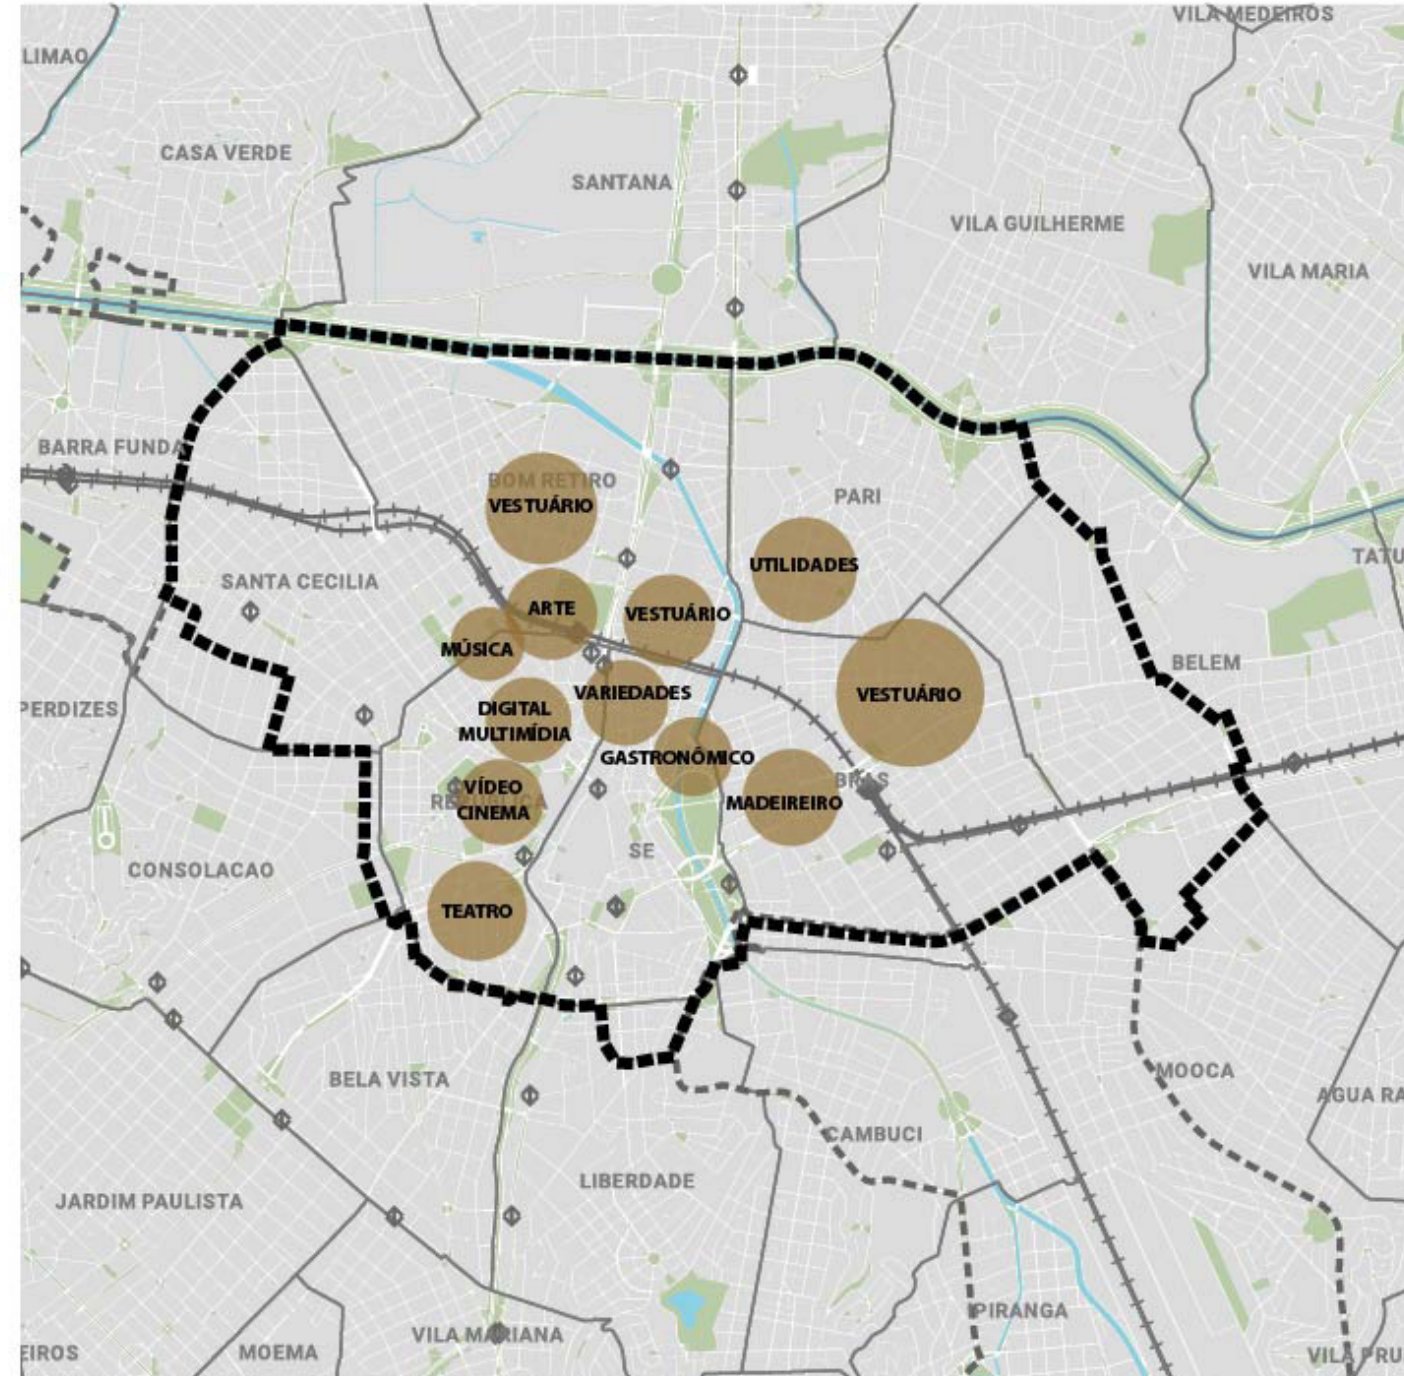 VILA MEDEIROS
LIMAO
CASA VERDE
SANTANA
VILA GUILHERME
VILA MARIA
BARRA FUNDA
BOM RETIRO
VESTUÁRIO
PARI
UTILIDADES
TATU
SANTA CECILIA
ARTE
VESTUÁRIO
MÚSICA
BELEM
VARIEDADES
VESTUÁRIO
PERDIZES
DIGITAL
MULTIMÍDIA
GASTRONÔMICO
BRAS
VÍDEO
CINEMA
REPUBLICA
MADEIREIRO
SE
CONSOLACAO
TEATRO
BELA VISTA
MOOCA
AGUA RA
CAMBUCI
LIBERDADE
JARDIM PAULISTA
IPIRANGA
VILA MARIANA
EIROS
MOEMA
VILA PRU